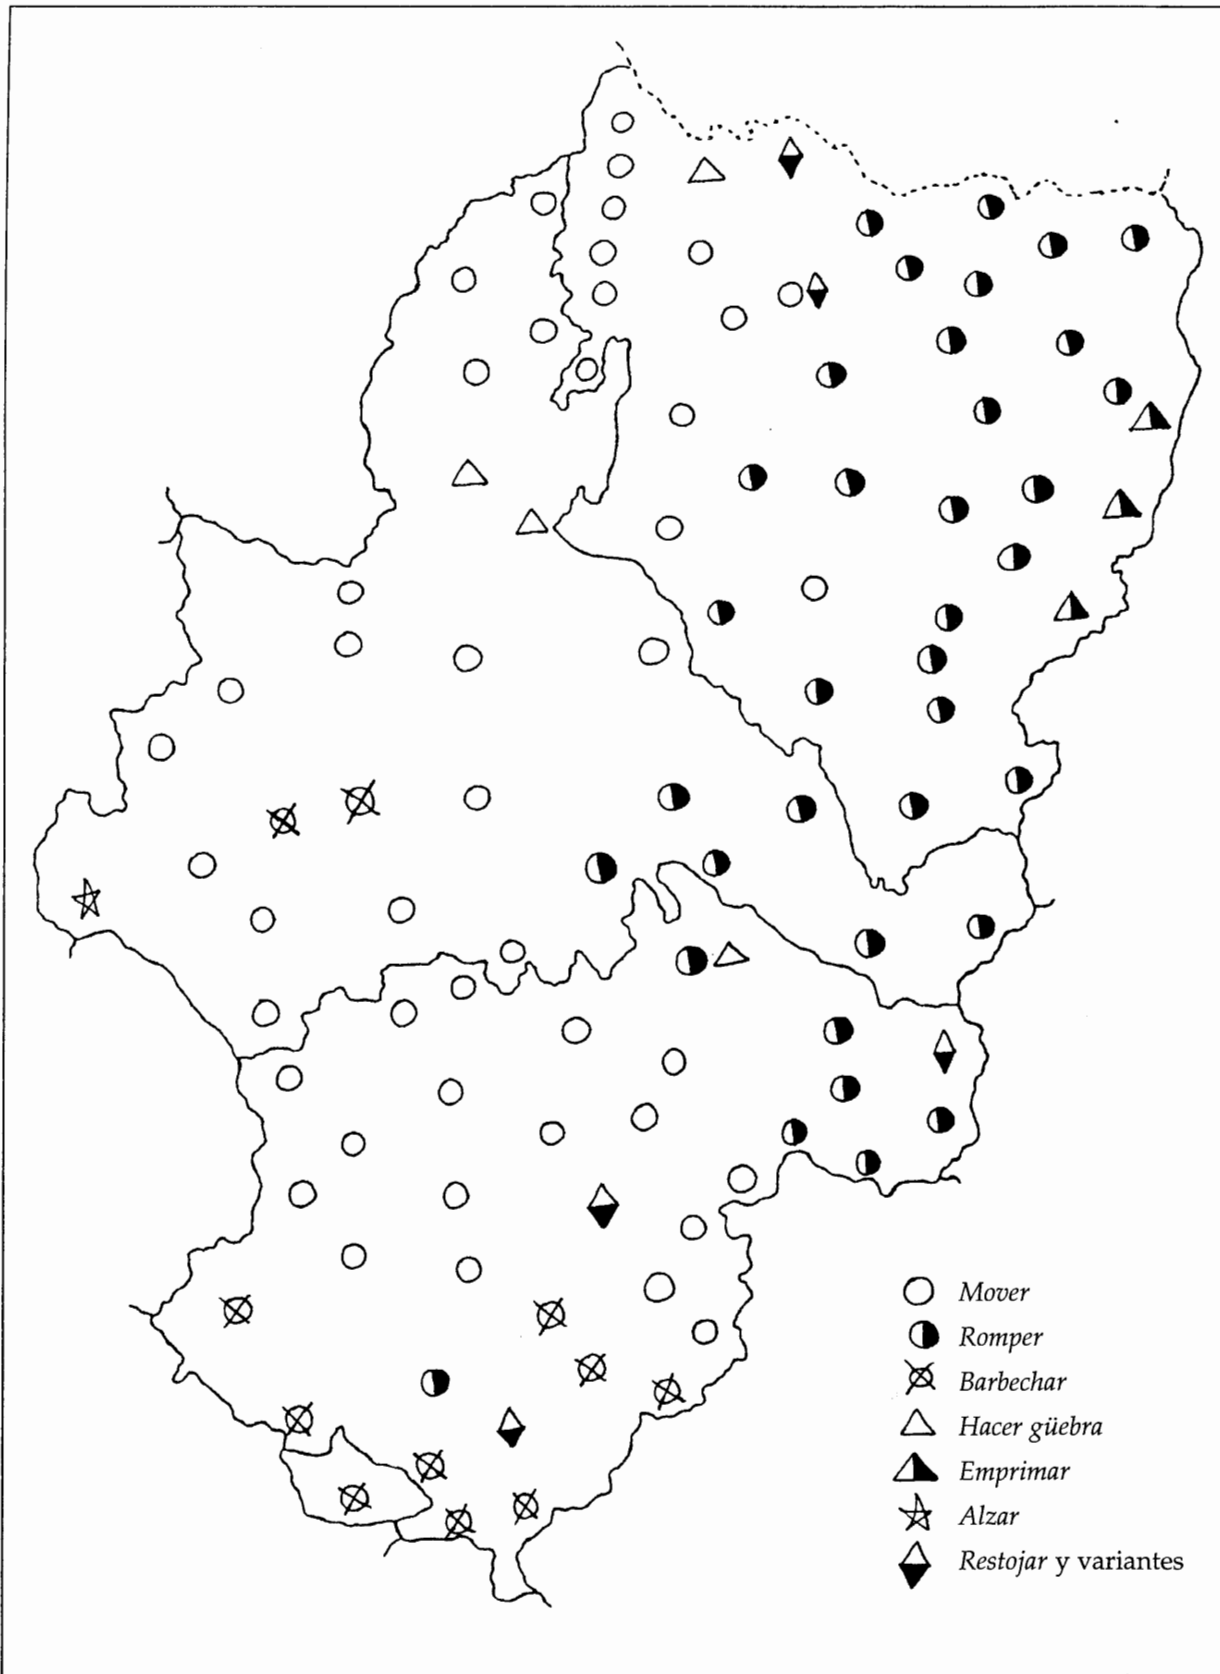 Mover
Romper
Barbechar
Hacer güebra
Emprimar
Alzar
Restojar y variantes